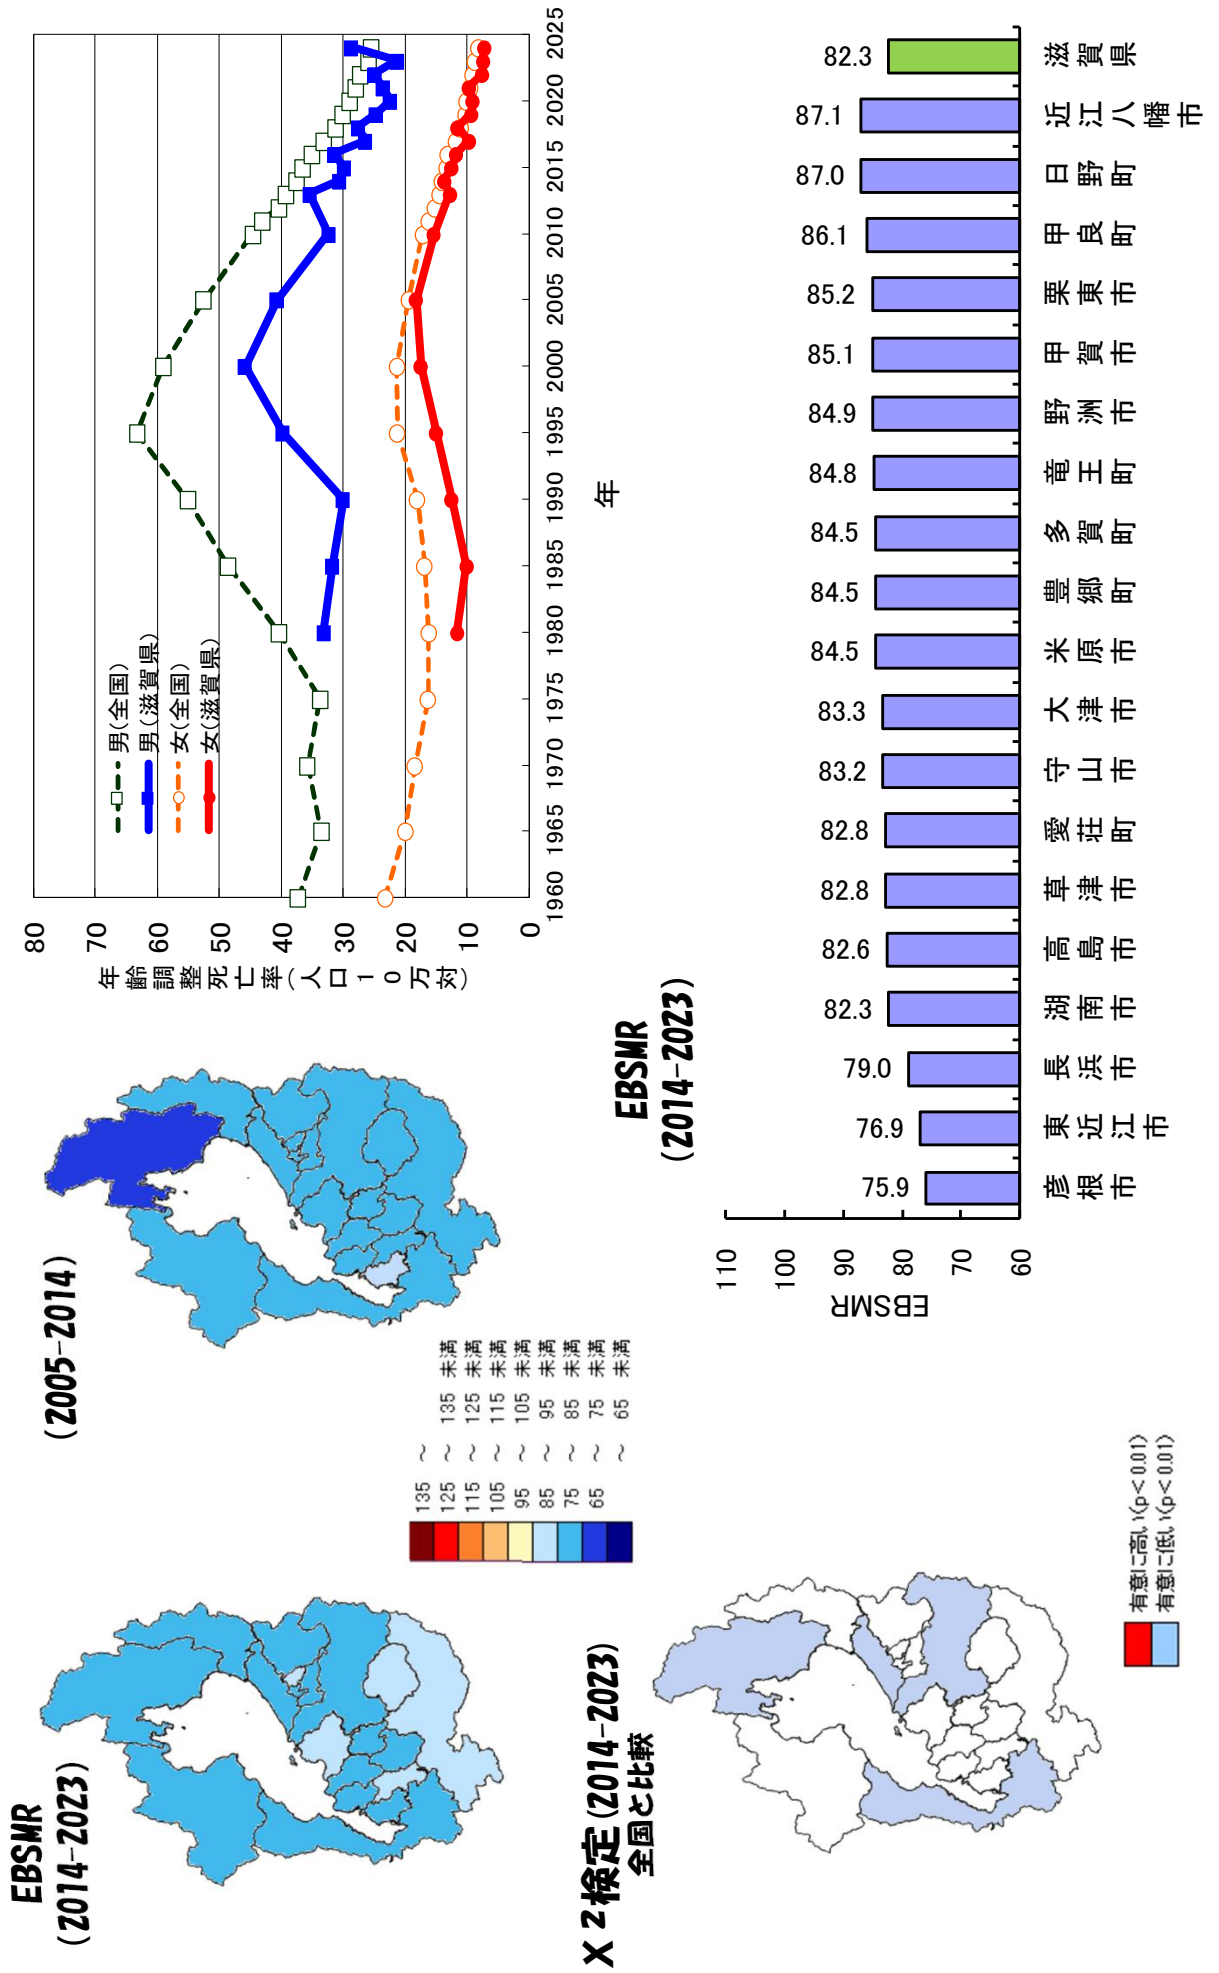 EBSMR
(2014-2023)
(2005-2014)
135 ～
125 ～ 135 未満
115 ～ 125 未満
105 ～ 115 未満
95 ～ 105 未満
85 ～ 95 未満
75 ～ 85 未満
65 ～ 75 未満
～ 65 未満
年齢調整死亡率(人口10万対)
80
70
60
50
40
30
20
10
0
男(全国)
男(滋賀県)
女(全国)
女(滋賀県)
1960 1965 1970 1975 1980 1985 1990 1995 2000 2005 2010 2015 2020 2025
年
X²検定(2014-2023)
全国と比較
有意に高い(p<0.01)
有意に低い(p<0.01)
EBSMR
(2014-2023)
EBSMR
110
100
90
80
70
60
75.9 76.9 79.0 82.3 82.6 82.8 82.8 83.2 83.3 84.5 84.5 84.5 84.8 84.9 85.1 85.2 86.1 87.0 87.1 82.3
彦根市 東近江市 長浜市 湖南市 高島市 草津市 愛荘町 守山市 大津市 米原市 豊郷町 多賀町 竜王町 野洲市 甲賀市 栗東市 甲良町 日野町 近江八幡市 滋賀県